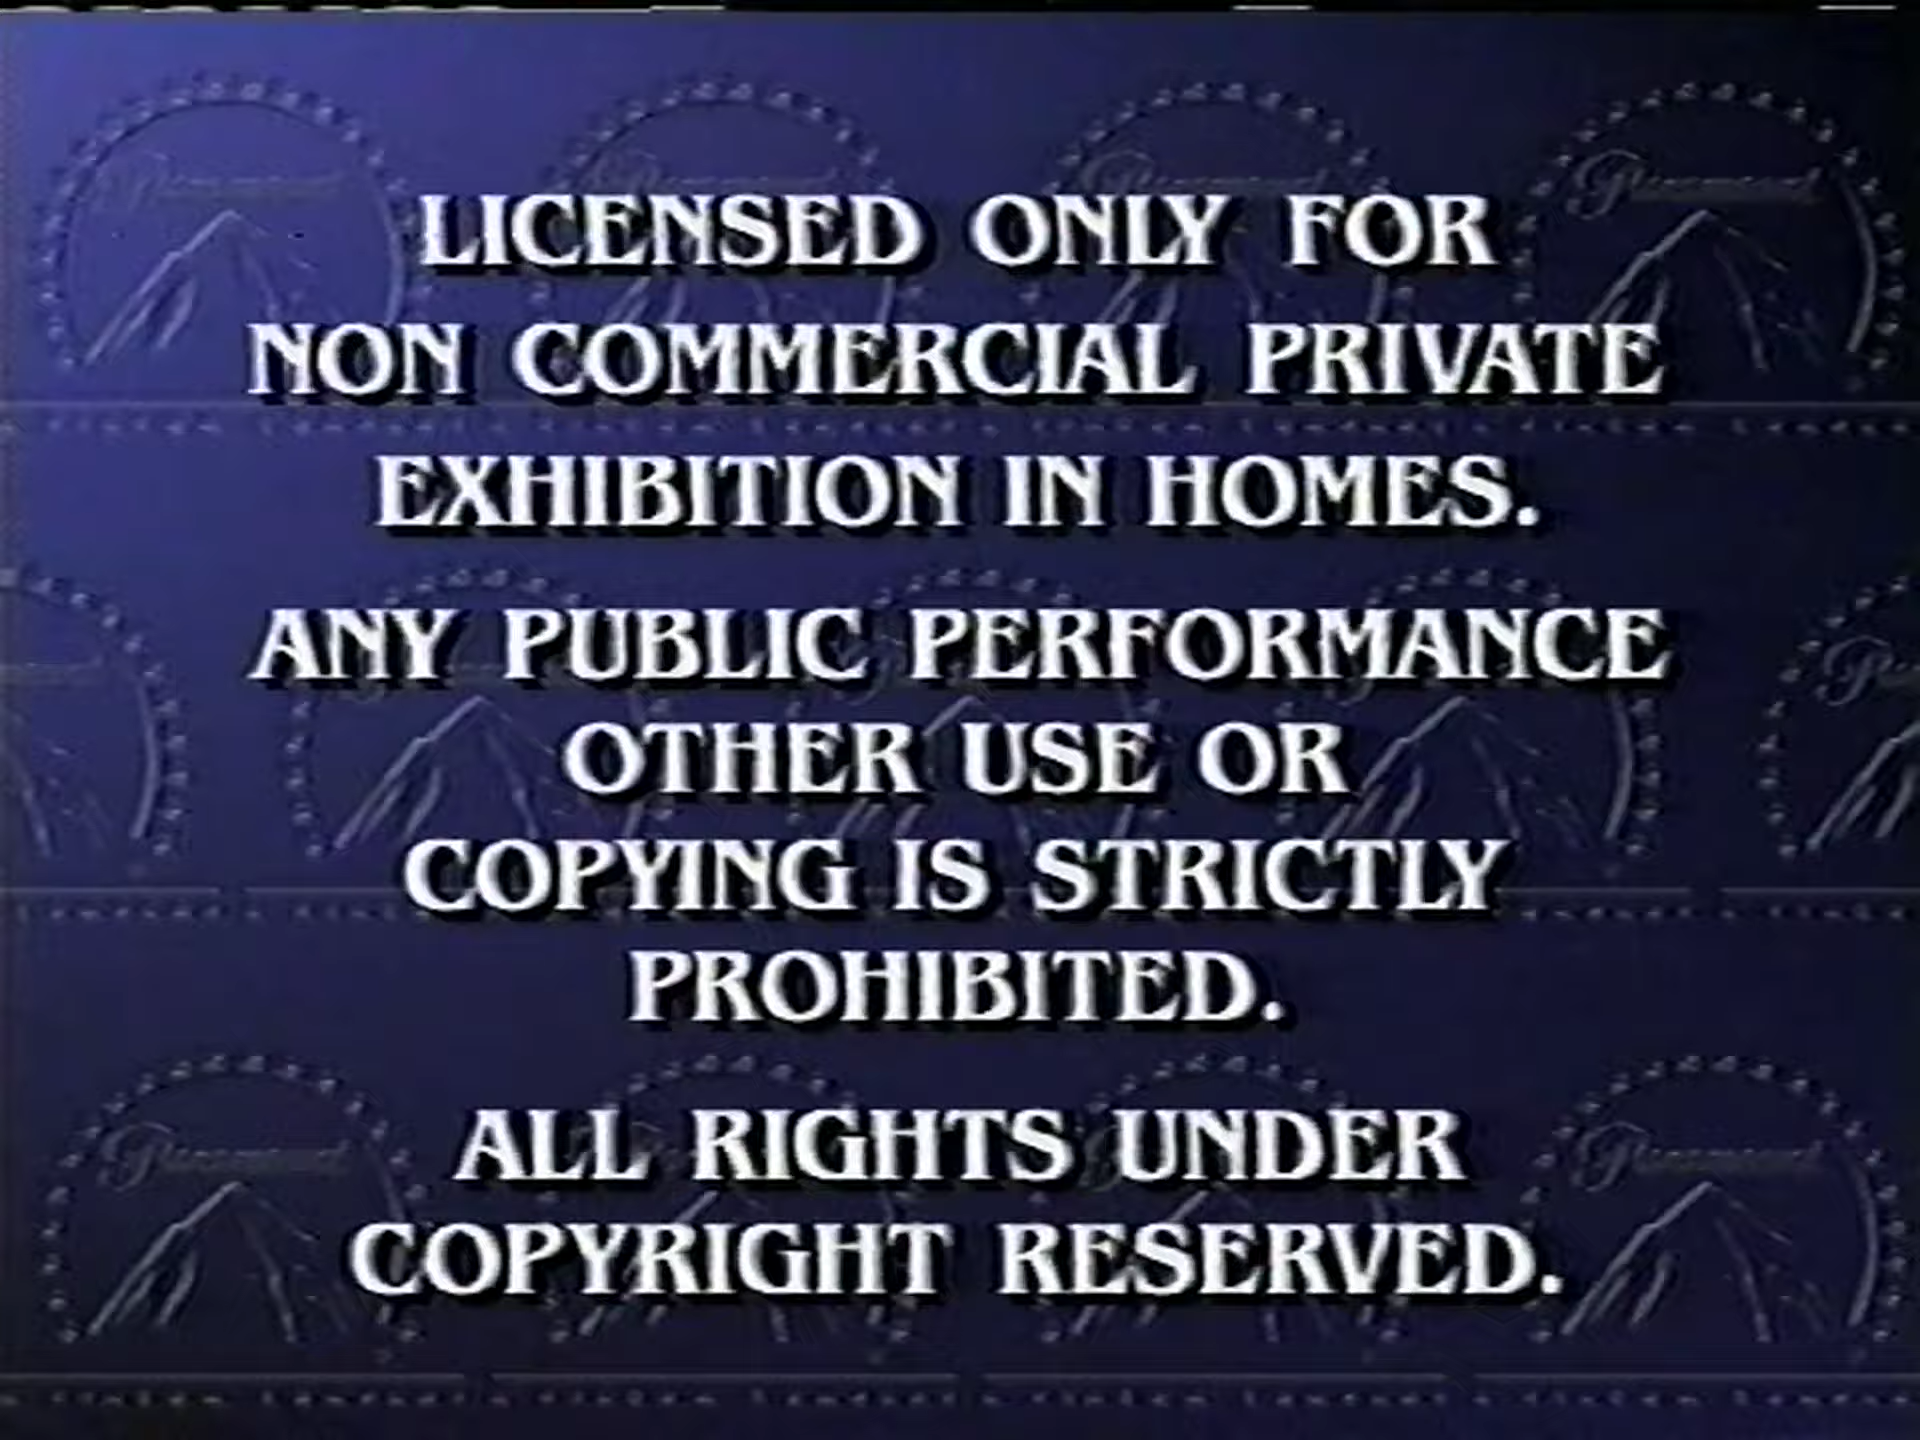 LICENSED ONLY FOR
NON COMMERCIAL PRIVATE
EXHIBITION IN HOMES.
ANY PUBLIC PERFORMANCE
OTHER USE OR
COPYING IS STRICTLY
PROHIBITED.
ALL RIGHTS UNDER
COPYRIGHT RESERVED.